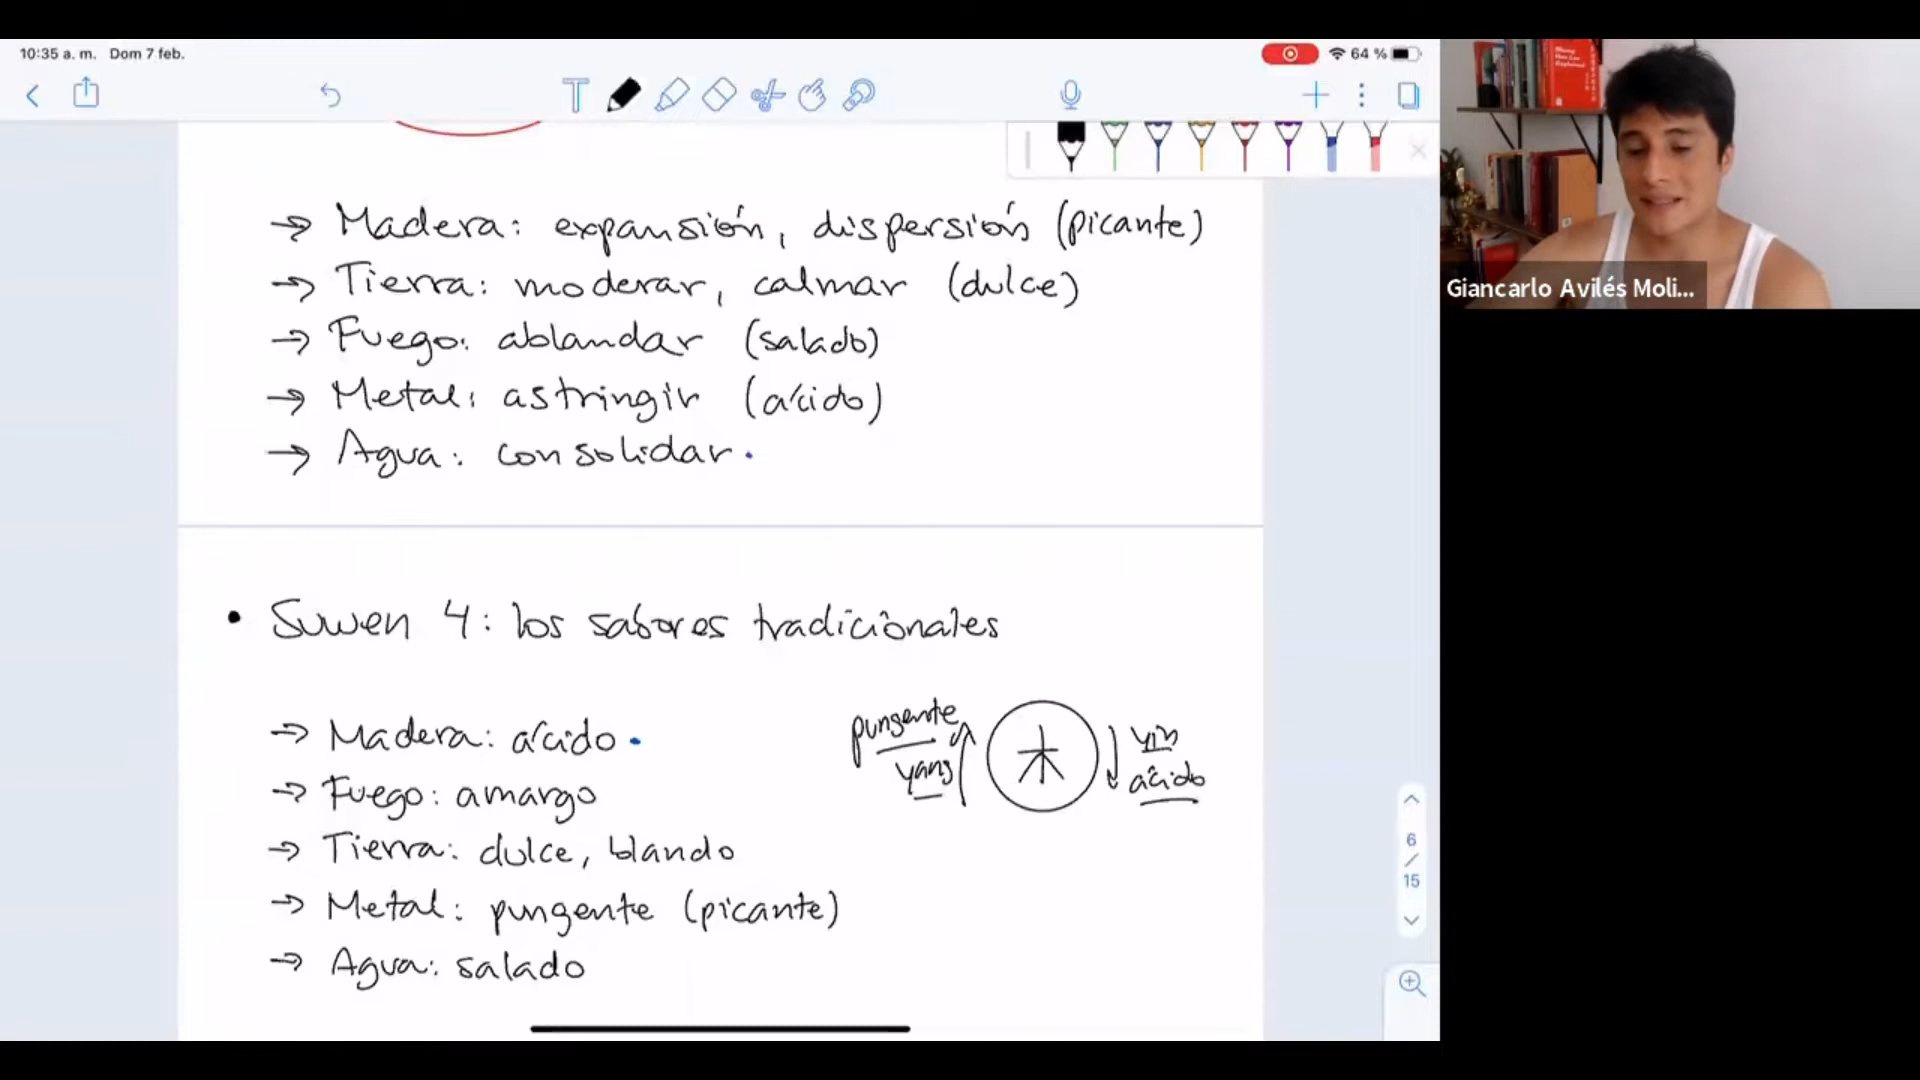 10:35 a. m. Dom 7 feb.
64 %
→ Madera: expansión, dispersión (picante)
→ Tierra: moderar, calmar (dulce)
→ Fuego: ablandar (salado)
→ Metal: astringir (ácido)
→ Agua: consolidar
• Suwen 4: los sabores tradicionales
→ Madera: ácido
→ Fuego: amargo
→ Tierra: dulce, blando
→ Metal: pungente (picante)
→ Agua: salado
pungente
yang
木
yin
ácido
6
/
15
Giancarlo Avilés Moli...